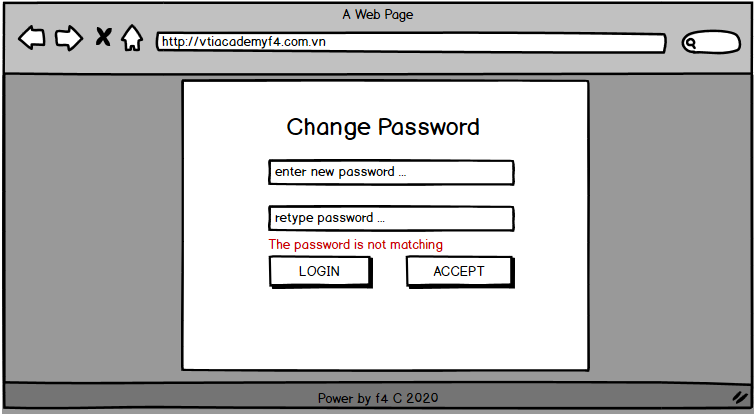 A Web Page
http://vtiacademyf4.com.vn
Change Password
enter new password ...
retype password ...
The password is not matching
LOGIN ACCEPT
Power by f4 C 2020